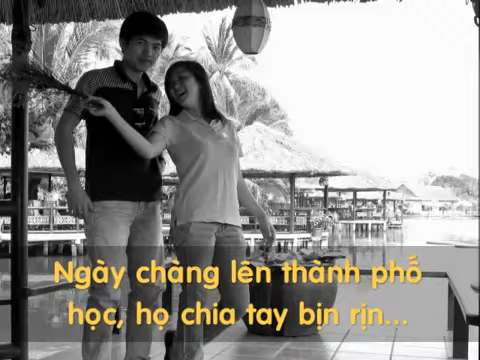 Ngày chàng lên thành phố
học, họ chia tay bịn rịn...